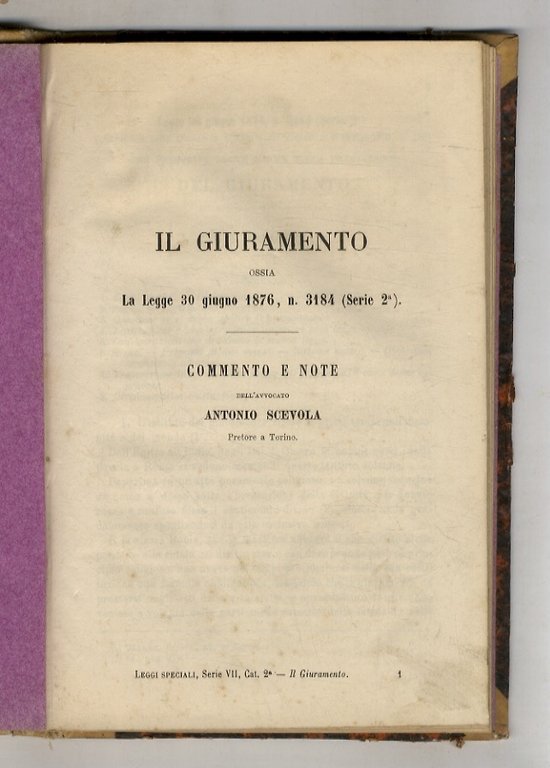 IL GIURAMENTO
OSSIA
La Legge 30 giugno 1876, n. 3184 (Serie 2ª).
COMMENTO E NOTE
DELL'AVVOCATO
ANTONIO SCEVOLA
Pretore a Torino.
LEGGI SPECIALI, Serie VII, Cat. 2ª — Il Giuramento. 1